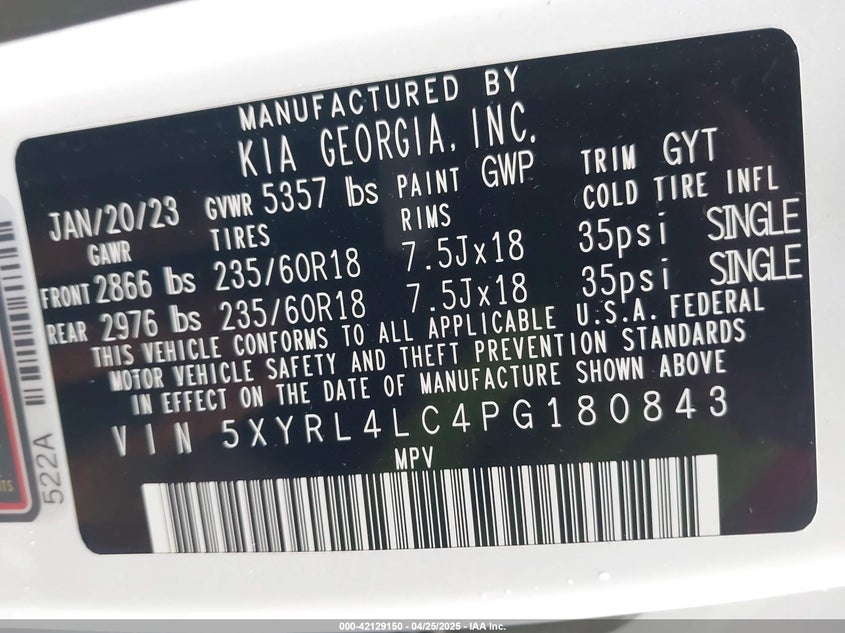 MANUFACTURED BY
KIA GEORGIA, INC.
JAN/20/23 GVWR 5357 lbs PAINT GWP TRIM GYT
GAWR TIRES RIMS COLD TIRE INFL
FRONT 2866 lbs 235/60R18 7.5Jx18 35psi SINGLE
REAR 2976 lbs 235/60R18 7.5Jx18 35psi SINGLE
THIS VEHICLE CONFORMS TO ALL APPLICABLE U.S.A. FEDERAL
MOTOR VEHICLE SAFETY AND THEFT PREVENTION STANDARDS
IN EFFECT ON THE DATE OF MANUFACTURE SHOWN ABOVE
VIN 5XYRL4LC4PG180843
MPV
522A
000-42129150 - 04/25/2025 - IAA Inc.